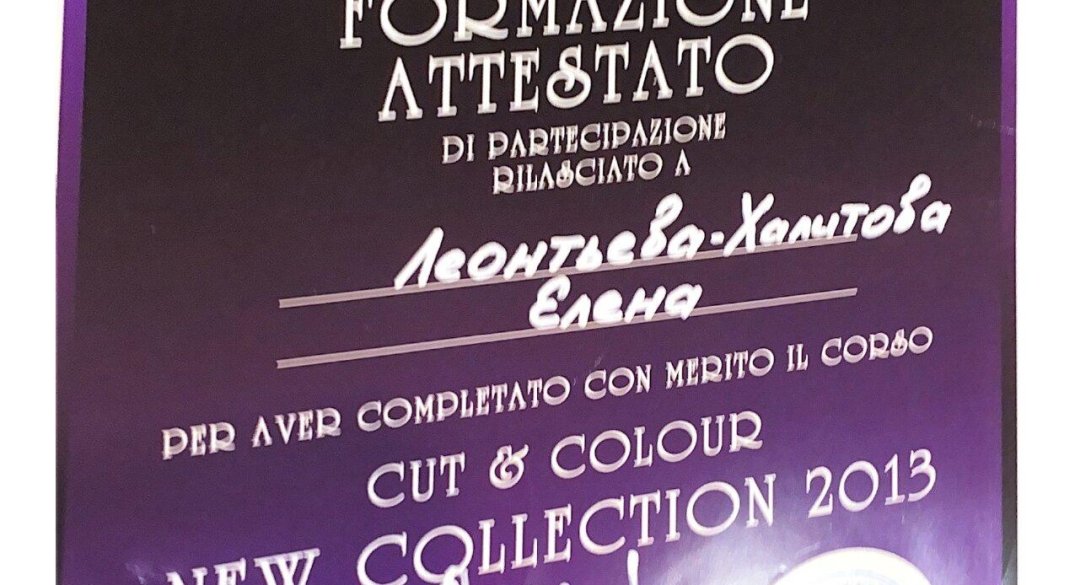 FORMAZIONE
ATTESTATO
DI PARTECIPAZIONE
RILASCIATO A
Леонтьева-Халитова
Елена
PER AVER COMPLETATO CON MERITO IL CORSO
CUT & COLOUR
NEW COLLECTION 2013